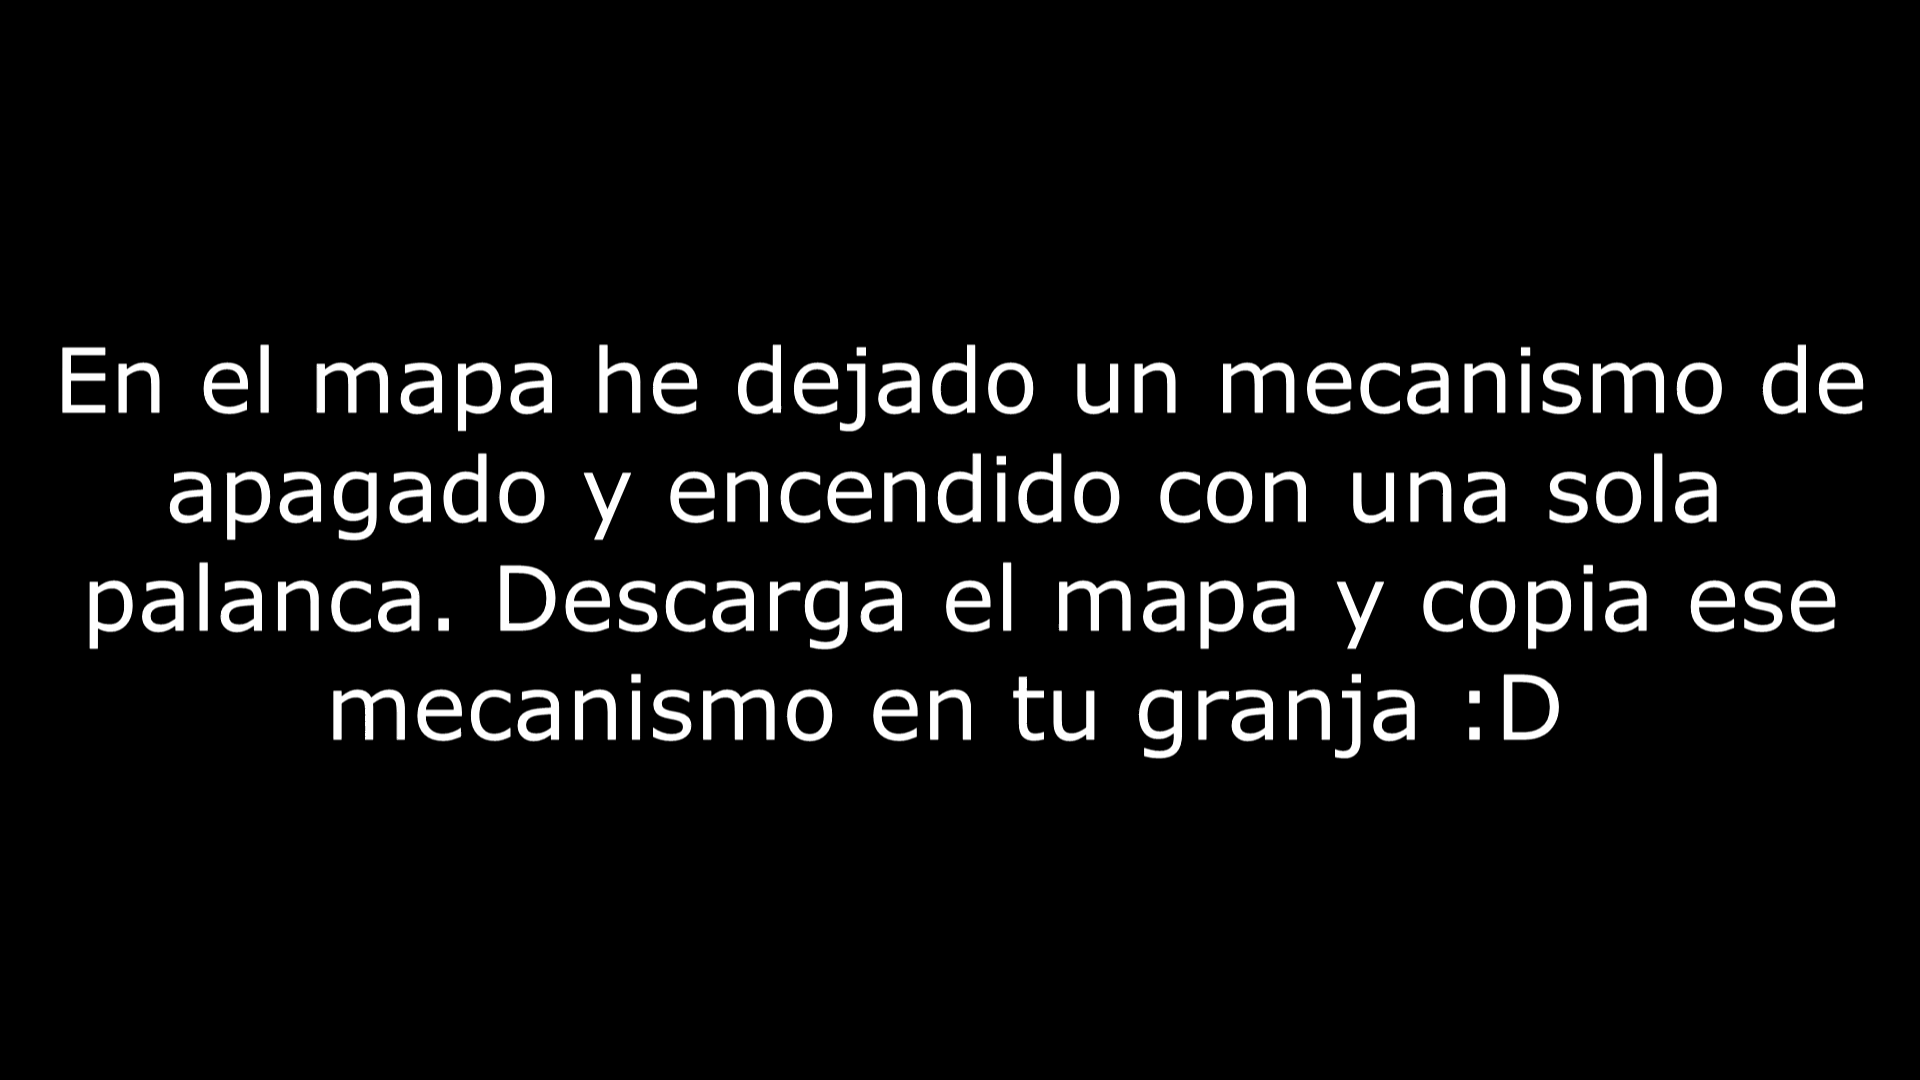 En el mapa he dejado un mecanismo de
apagado y encendido con una sola
palanca. Descarga el mapa y copia ese
mecanismo en tu granja :D